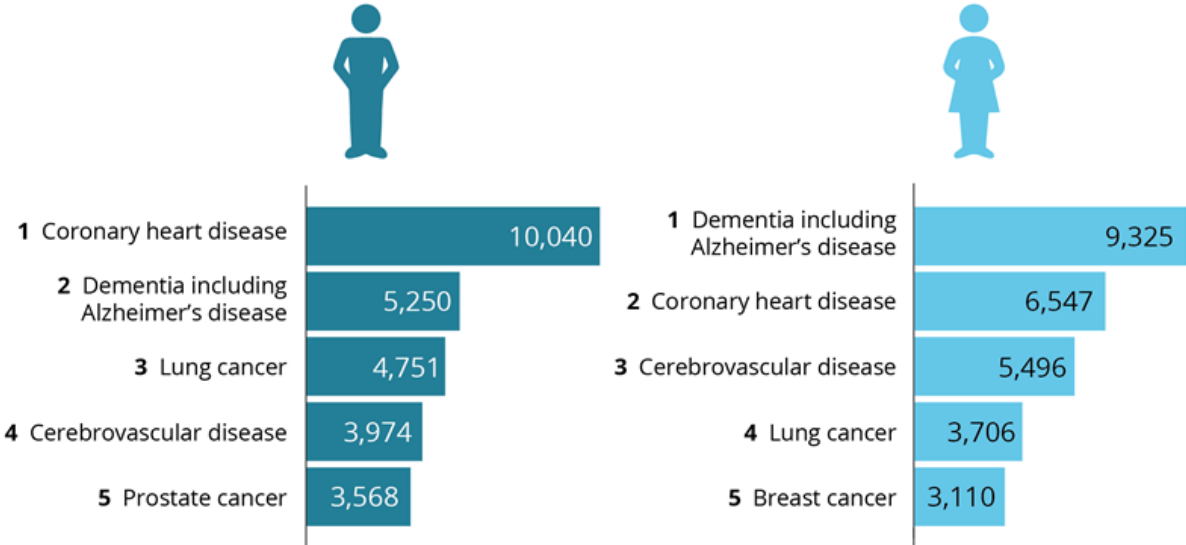 1 Coronary heart disease
10,040
2 Dementia including
Alzheimer’s disease
5,250
3 Lung cancer
4,751
4 Cerebrovascular disease
3,974
5 Prostate cancer
3,568
1 Dementia including
Alzheimer’s disease
9,325
2 Coronary heart disease
6,547
3 Cerebrovascular disease
5,496
4 Lung cancer
3,706
5 Breast cancer
3,110